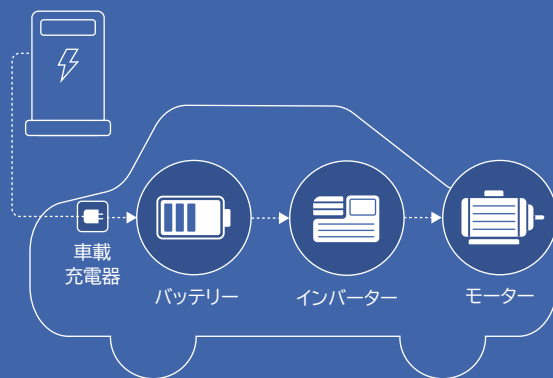 車載
充電器
バッテリー
インバーター
モーター